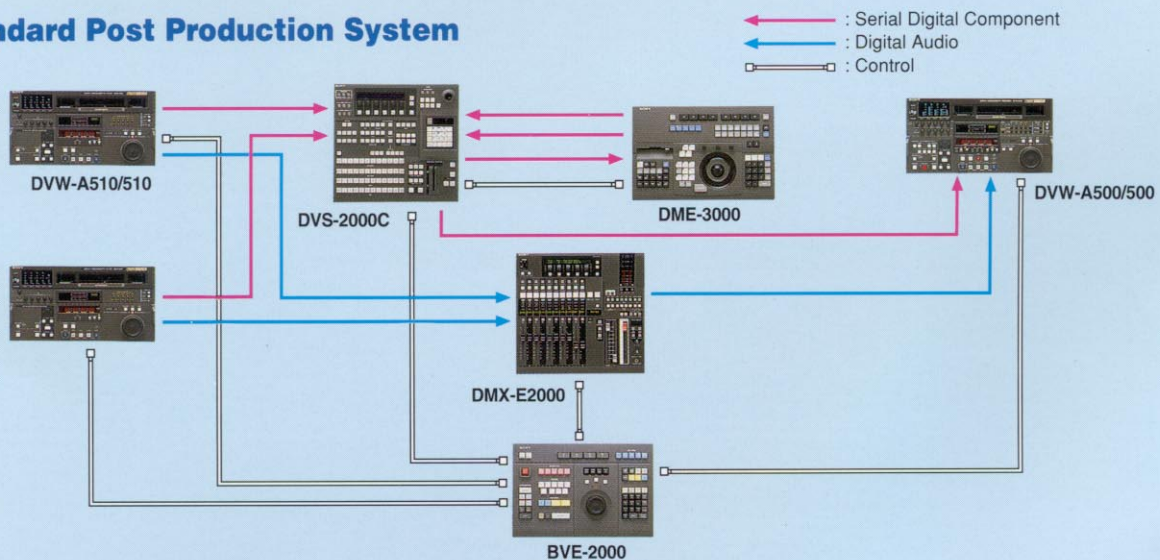 ndard Post Production System
: Serial Digital Component
: Digital Audio
: Control
DVW-A510/510
DVS-2000C
DME-3000
DVW-A500/500
DMX-E2000
BVE-2000